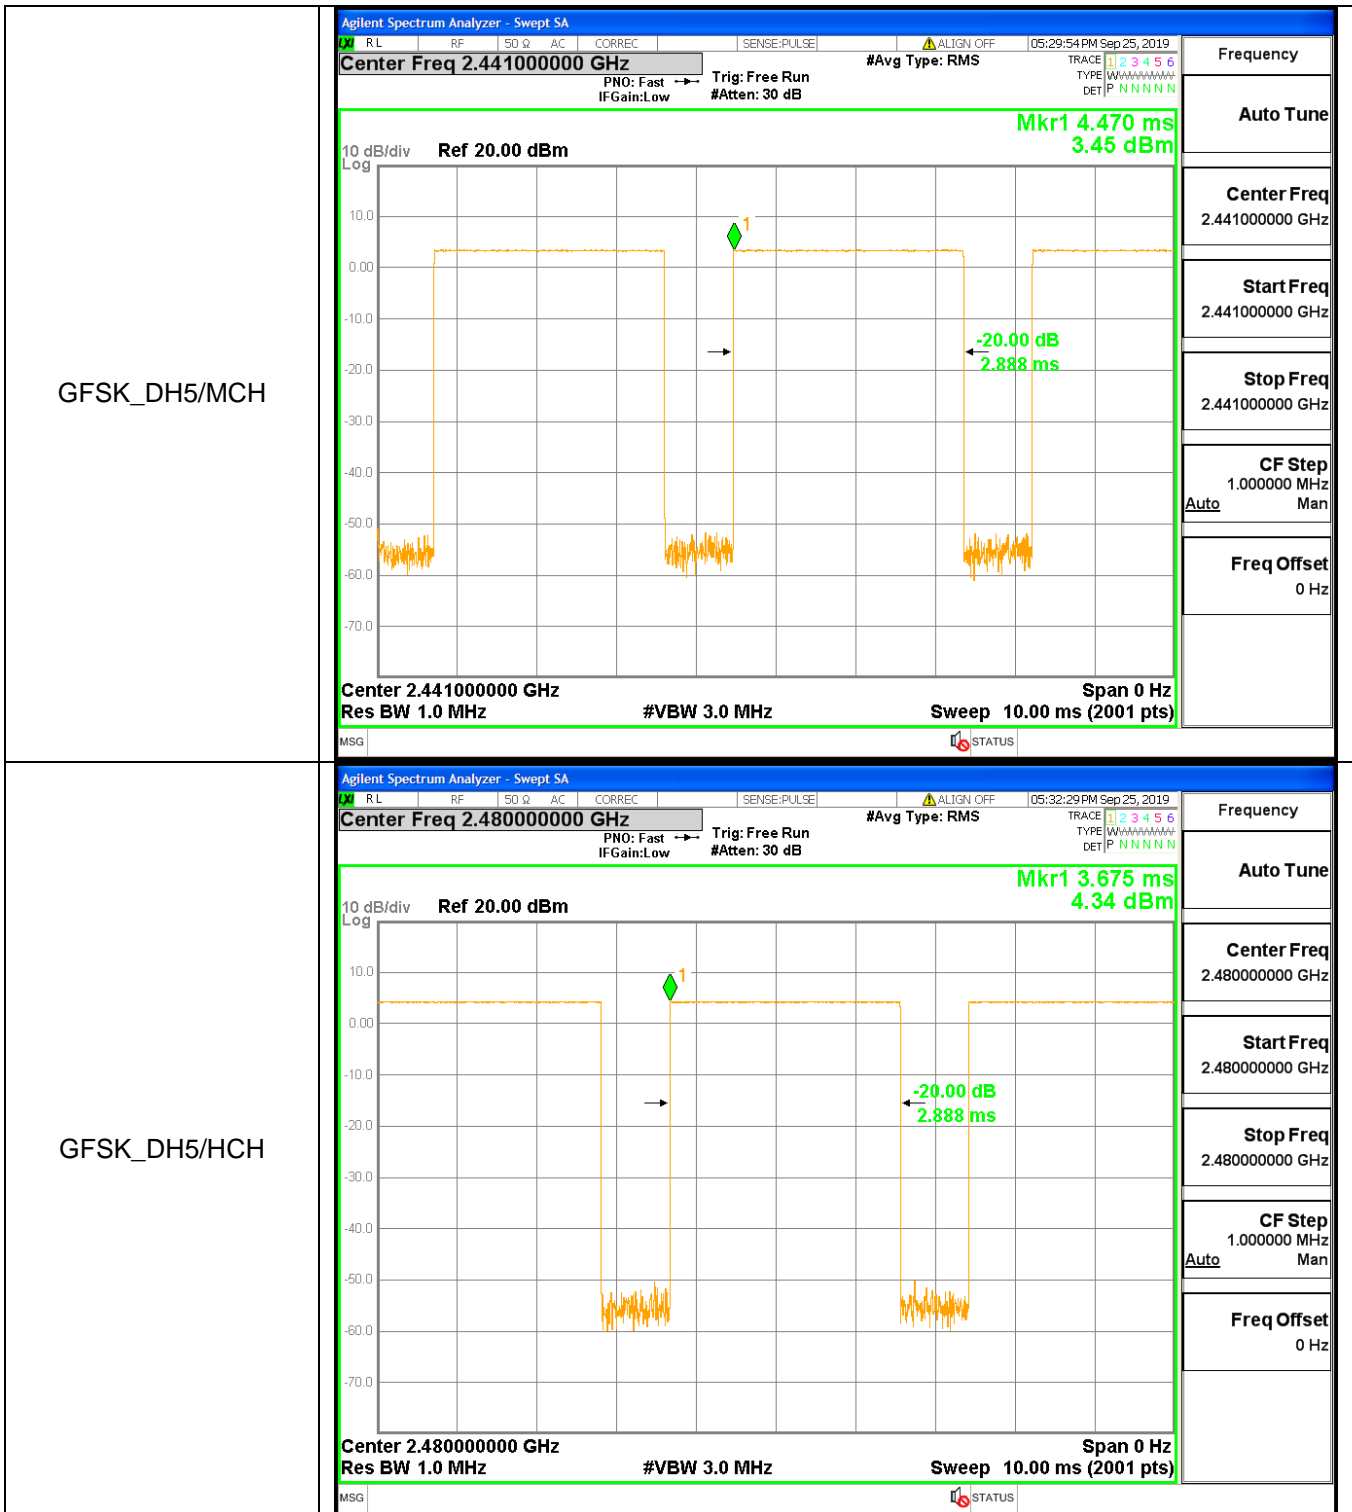 GFSK_DH5/MCH
Agilent Spectrum Analyzer - Swept SA
LXI RL RF 50 Ω AC CORREC SENSE:PULSE ALIGN OFF 05:29:54 PM Sep 25, 2019
Center Freq 2.441000000 GHz
#Avg Type: RMS
TRACE 1 2 3 4 5 6
PNO: Fast Trig: Free Run
TYPE
IFGain:Low #Atten: 30 dB
DET P N N N N N
Mkr1 4.470 ms
3.45 dBm
10 dB/div Ref 20.00 dBm
Log
10.0
1
0.00
-10.0
-20.00 dB
2.888 ms
-20.0
-30.0
-40.0
-50.0
-60.0
-70.0
Center 2.441000000 GHz Span 0 Hz
Res BW 1.0 MHz #VBW 3.0 MHz Sweep 10.00 ms (2001 pts)
MSG STATUS
Frequency
Auto Tune
Center Freq
2.441000000 GHz
Start Freq
2.441000000 GHz
Stop Freq
2.441000000 GHz
CF Step
1.000000 MHz
Auto Man
Freq Offset
0 Hz
GFSK_DH5/HCH
Agilent Spectrum Analyzer - Swept SA
LXI RL RF 50 Ω AC CORREC SENSE:PULSE ALIGN OFF 05:32:29 PM Sep 25, 2019
Center Freq 2.480000000 GHz
#Avg Type: RMS
TRACE 1 2 3 4 5 6
PNO: Fast Trig: Free Run
TYPE
IFGain:Low #Atten: 30 dB
DET P N N N N N
Mkr1 3.675 ms
4.34 dBm
10 dB/div Ref 20.00 dBm
Log
10.0
1
0.00
-10.0
-20.00 dB
2.888 ms
-20.0
-30.0
-40.0
-50.0
-60.0
-70.0
Center 2.480000000 GHz Span 0 Hz
Res BW 1.0 MHz #VBW 3.0 MHz Sweep 10.00 ms (2001 pts)
MSG STATUS
Frequency
Auto Tune
Center Freq
2.480000000 GHz
Start Freq
2.480000000 GHz
Stop Freq
2.480000000 GHz
CF Step
1.000000 MHz
Auto Man
Freq Offset
0 Hz